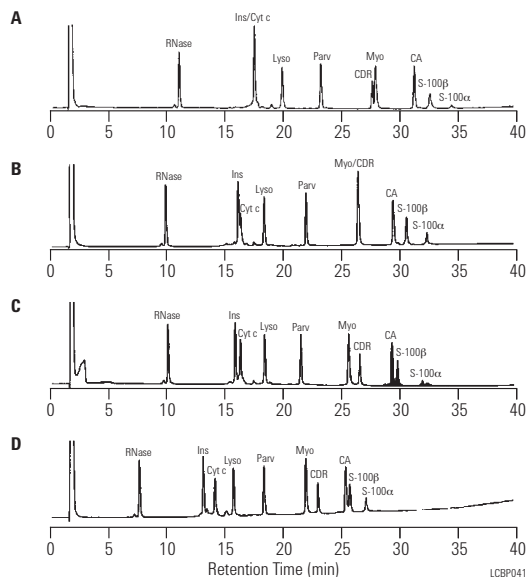 A
RNase
Ins/Cyt c
Lyso
Parv
CDR
Myo
CA
S-100β
S-100α
0 5 10 15 20 25 30 35 40
B
RNase
Ins
Cyt c
Lyso
Parv
Myo/CDR
CA
S-100β
S-100α
0 5 10 15 20 25 30 35 40
C
RNase
Ins
Cyt c
Lyso
Parv
Myo
CDR
CA
S-100β
S-100α
0 5 10 15 20 25 30 35 40
D
RNase
Ins
Cyt c
Lyso
Parv
Myo
CDR
CA
S-100β
S-100α
0 5 10 15 20 25 30 35 40
Retention Time (min)
LCBP041